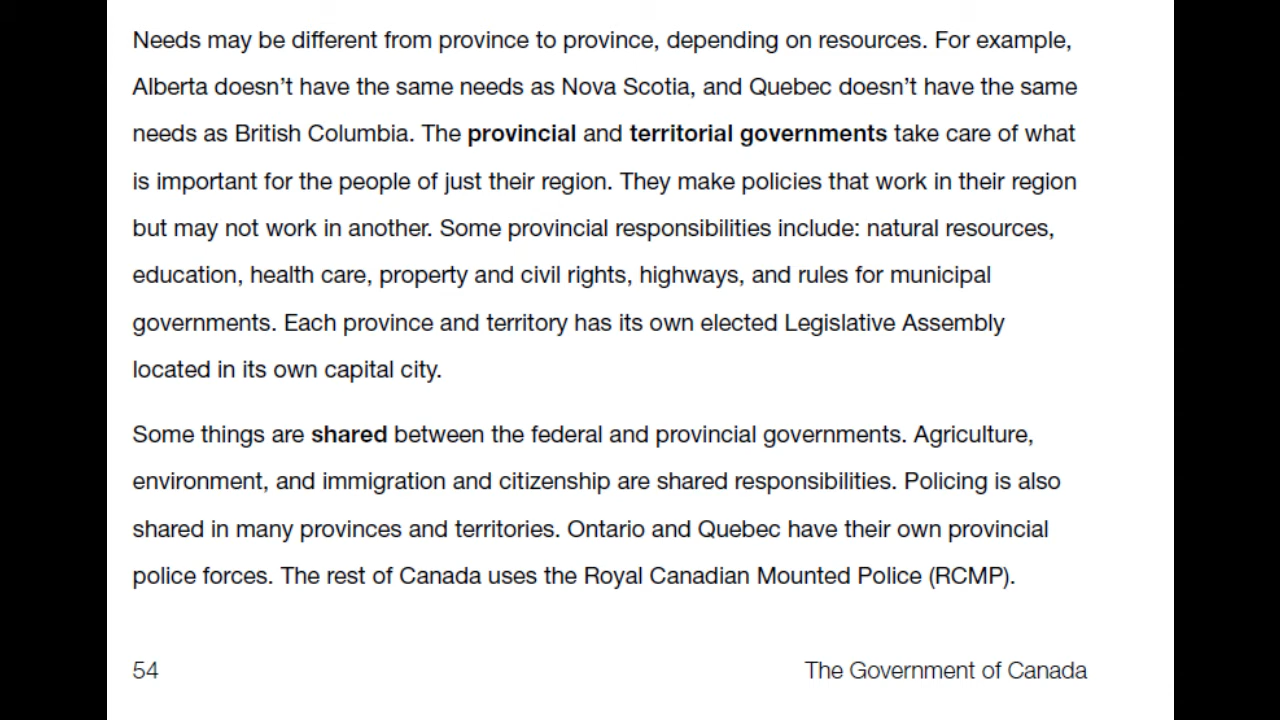 Needs may be different from province to province, depending on resources. For example,
Alberta doesn’t have the same needs as Nova Scotia, and Quebec doesn’t have the same
needs as British Columbia. The provincial and territorial governments take care of what
is important for the people of just their region. They make policies that work in their region
but may not work in another. Some provincial responsibilities include: natural resources,
education, health care, property and civil rights, highways, and rules for municipal
governments. Each province and territory has its own elected Legislative Assembly
located in its own capital city.
Some things are shared between the federal and provincial governments. Agriculture,
environment, and immigration and citizenship are shared responsibilities. Policing is also
shared in many provinces and territories. Ontario and Quebec have their own provincial
police forces. The rest of Canada uses the Royal Canadian Mounted Police (RCMP).
54 The Government of Canada